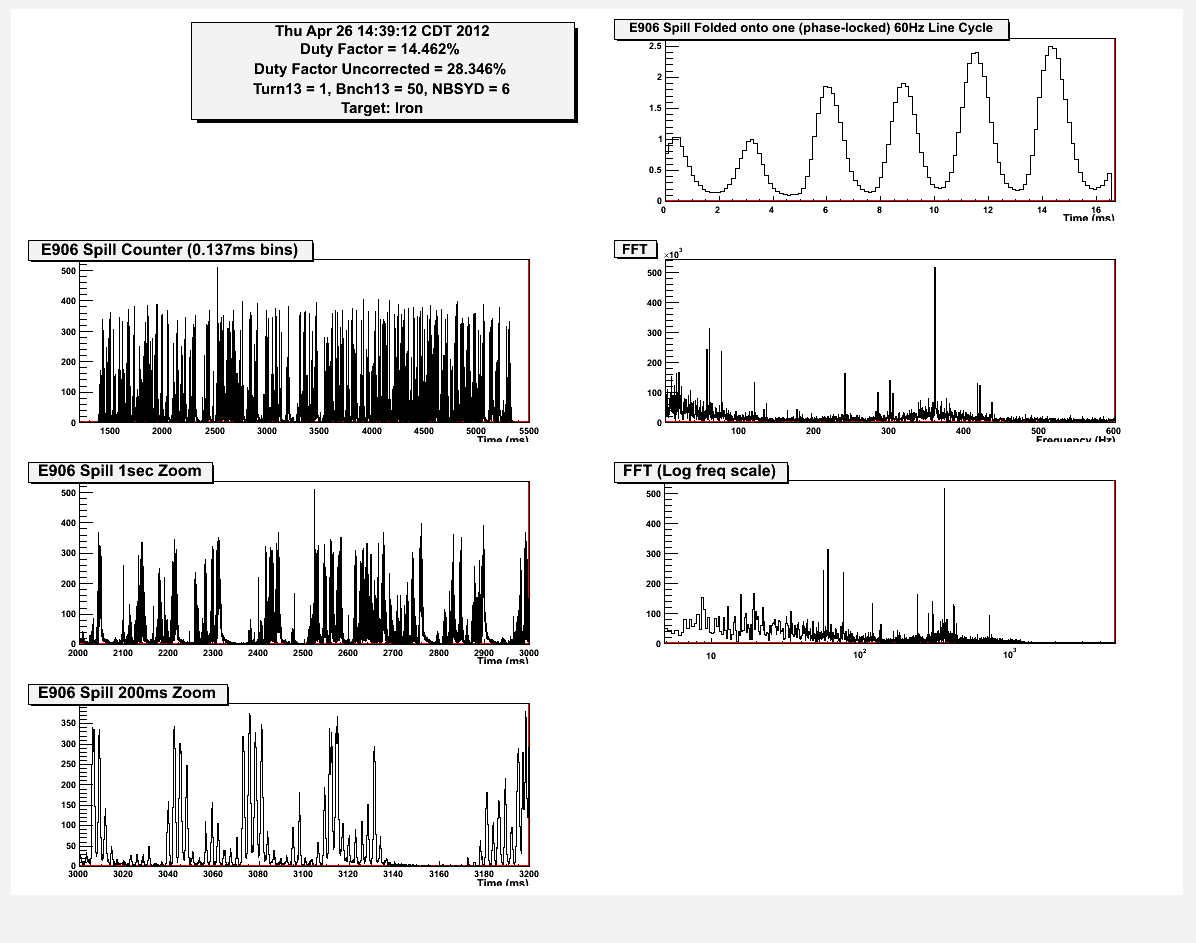 Thu Apr 26 14:39:12 CDT 2012
Duty Factor = 14.462%
Duty Factor Uncorrected = 28.346%
Turn13 = 1, Bnch13 = 50, NBSYD = 6
Target: Iron
E906 Spill Folded onto one (phase-locked) 60Hz Line Cycle
2.5
2
1.5
1
0.5
0
0 2 4 6 8 10 12 14 16
Time (ms)
E906 Spill Counter (0.137ms bins)
500
400
300
200
100
0
1500 2000 2500 3000 3500 4000 4500 5000 5500
Time (ms)
FFT
×10³
500
400
300
200
100
0
100 200 300 400 500 600
Frequency (Hz)
E906 Spill 1sec Zoom
500
400
300
200
100
0
2000 2100 2200 2300 2400 2500 2600 2700 2800 2900 3000
Time (ms)
FFT (Log freq scale)
500
400
300
200
100
0
10 10² 10³
E906 Spill 200ms Zoom
350
300
250
200
150
100
50
0
3000 3020 3040 3060 3080 3100 3120 3140 3160 3180 3200
Time (ms)